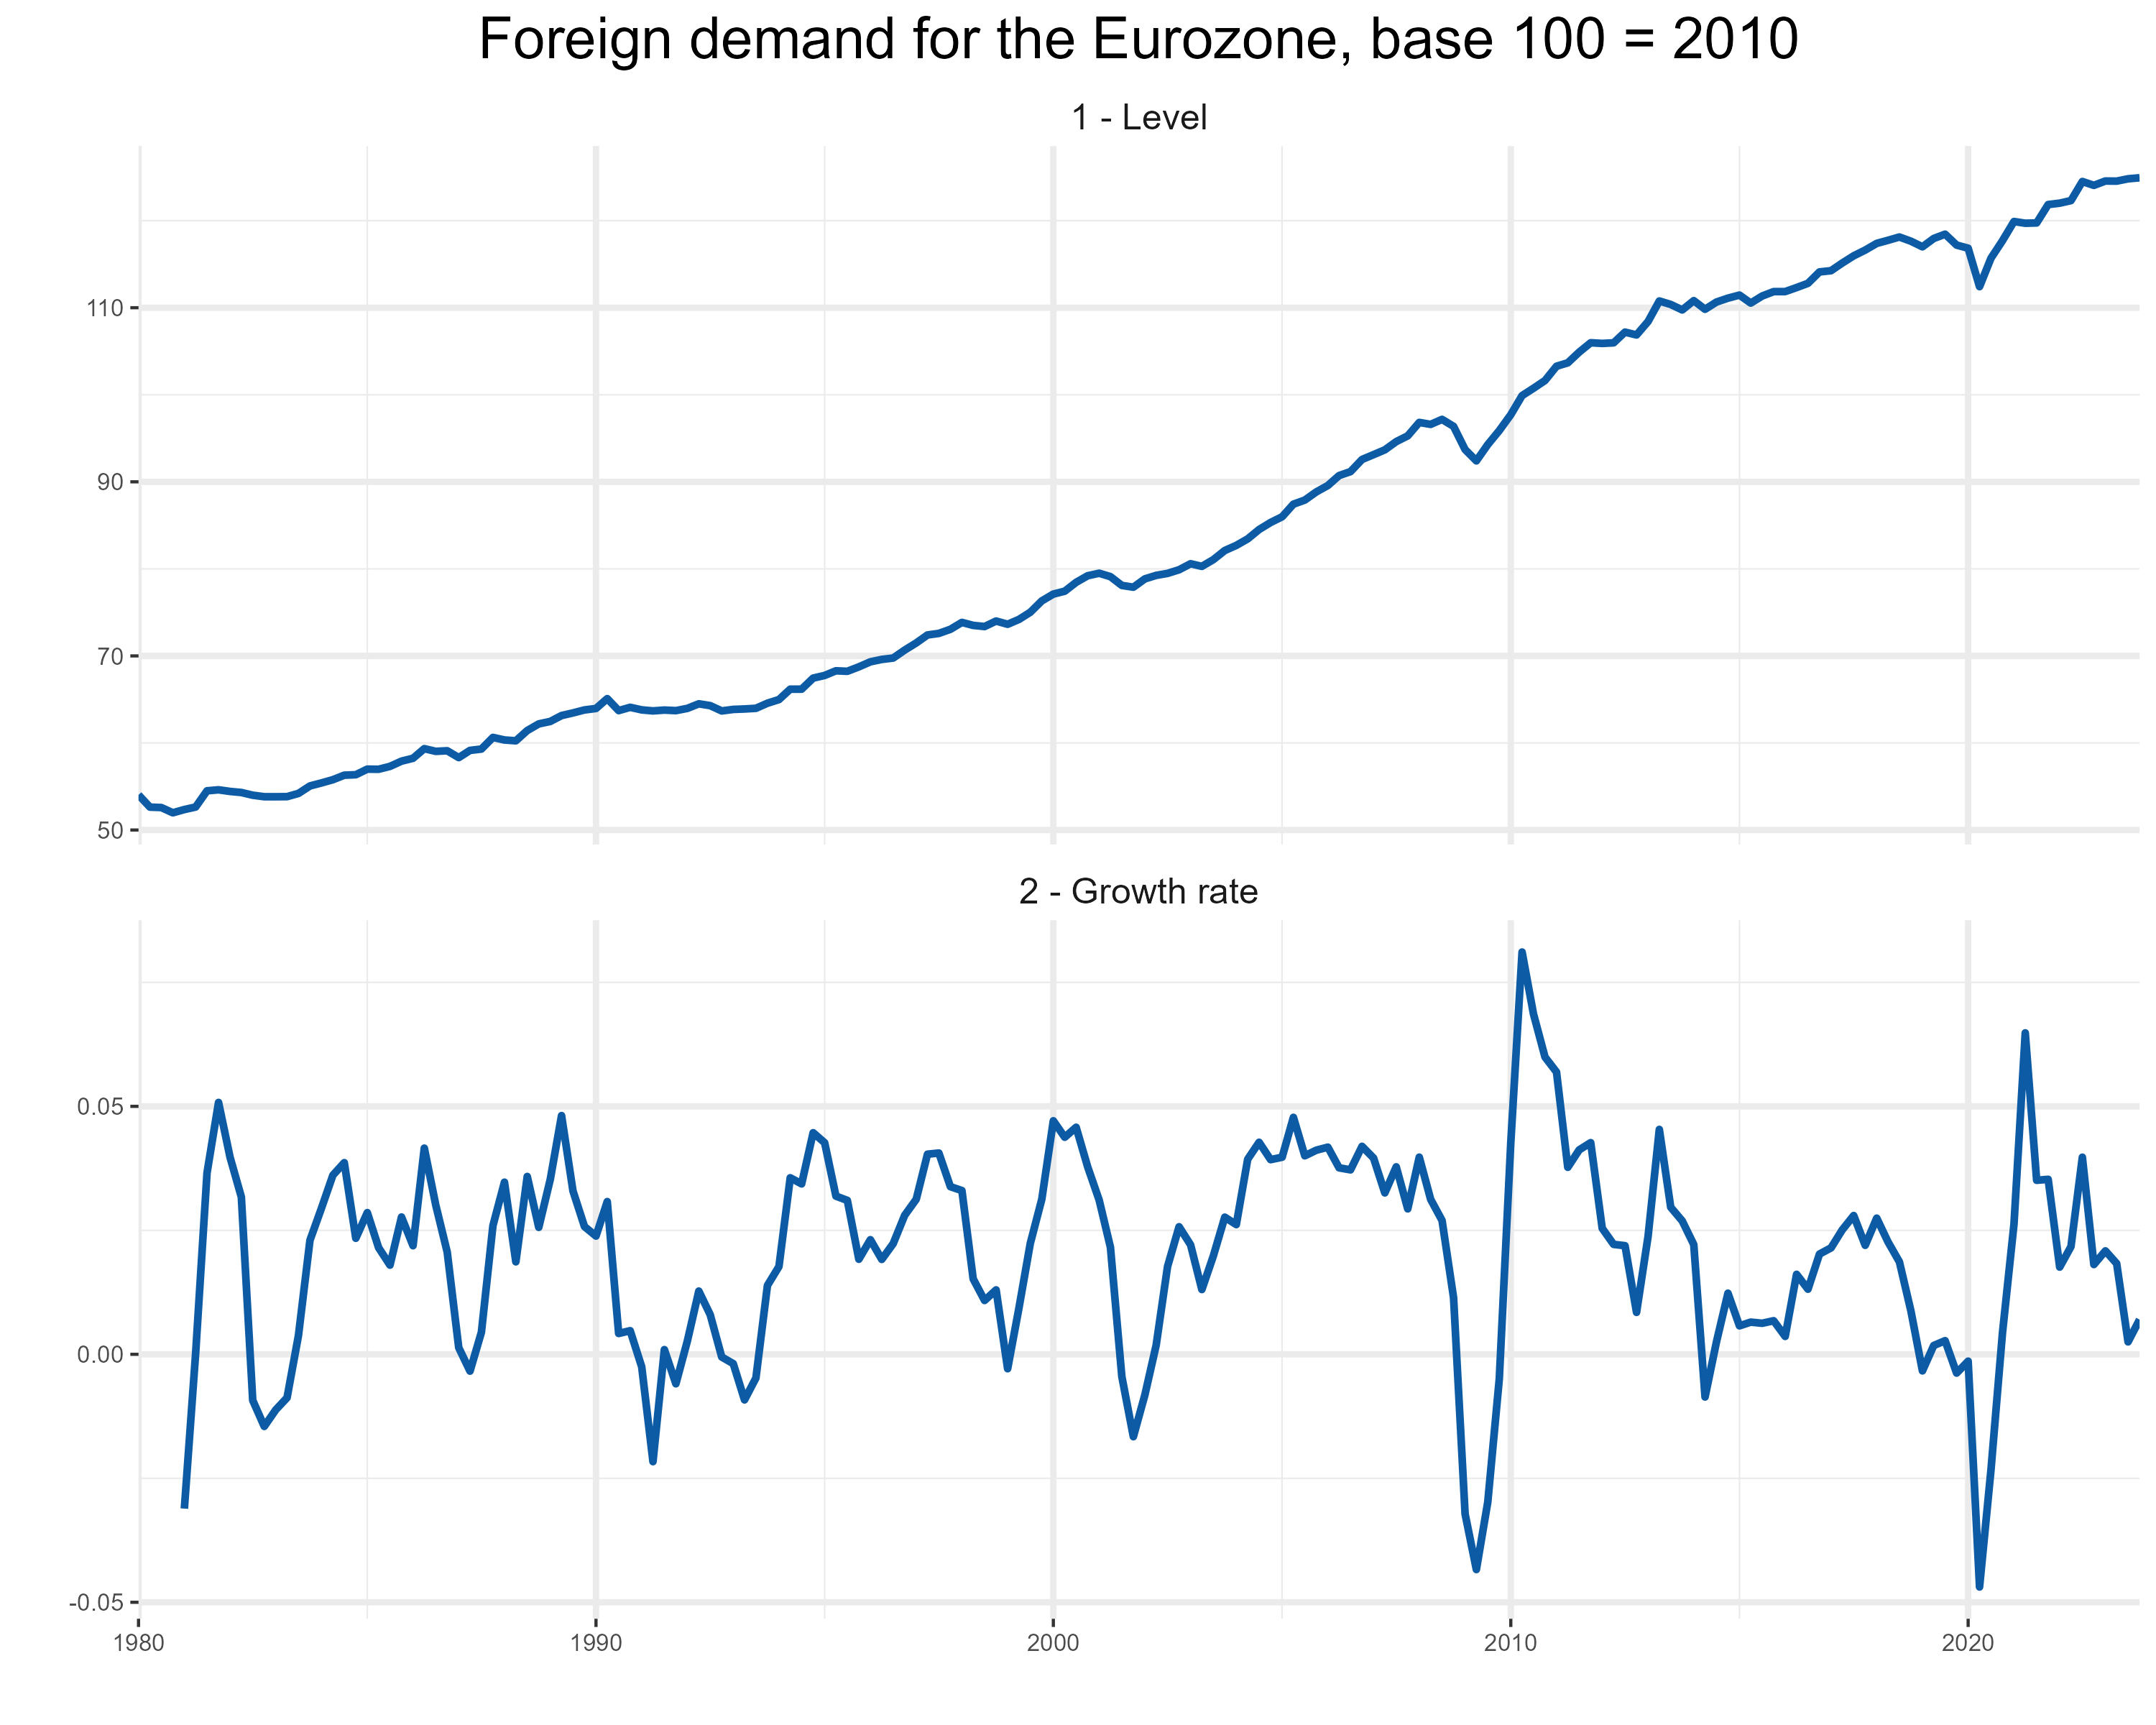 Foreign demand for the Eurozone, base 100 = 2010
1 - Level
110
90
70
50
2 - Growth rate
0.05
0.00
-0.05
1980 1990 2000 2010 2020